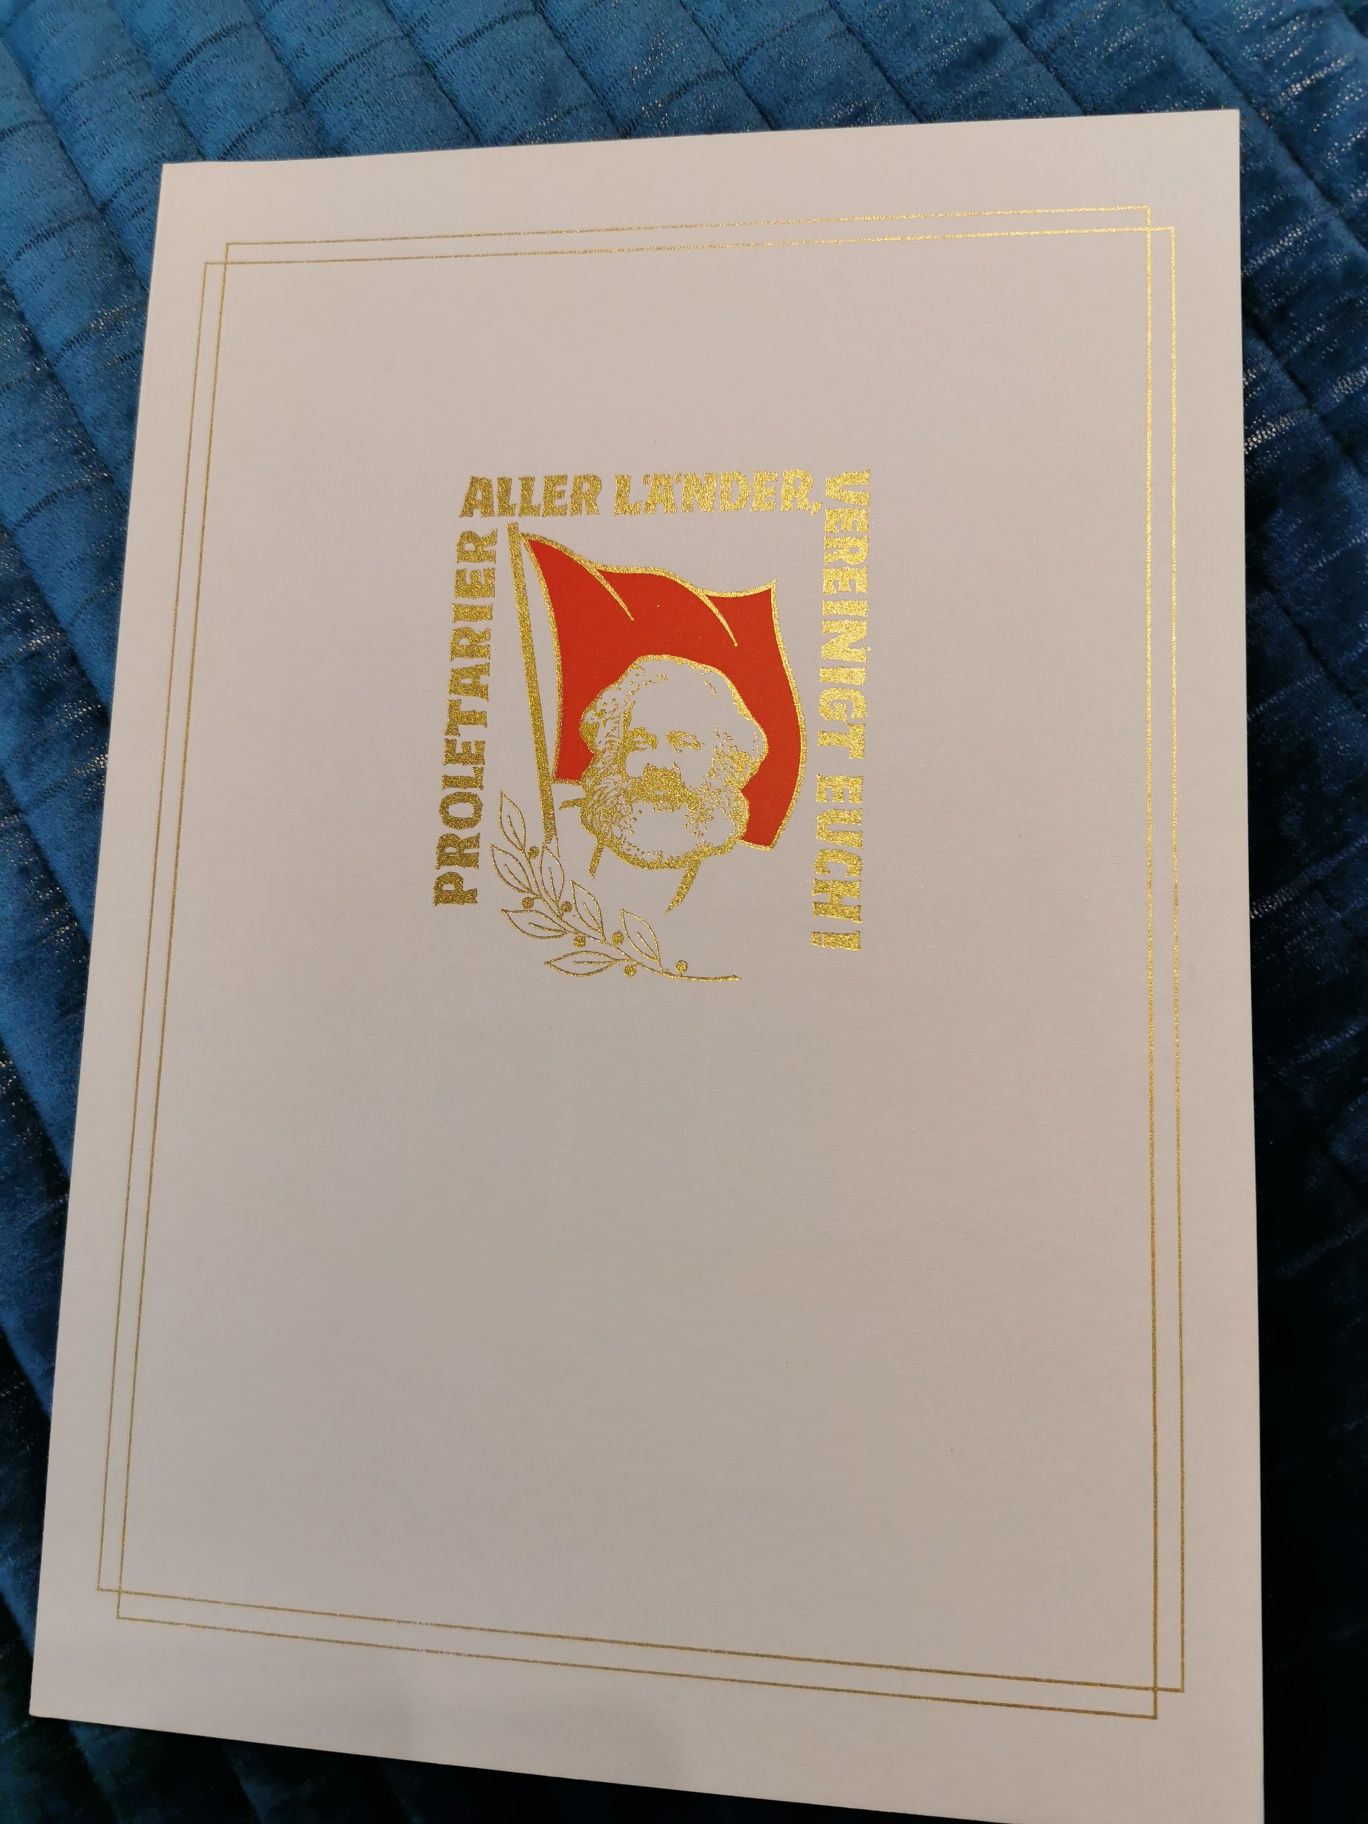 PROLETARIER
ALLER LÄNDER,
VEREINIGT EUCH!